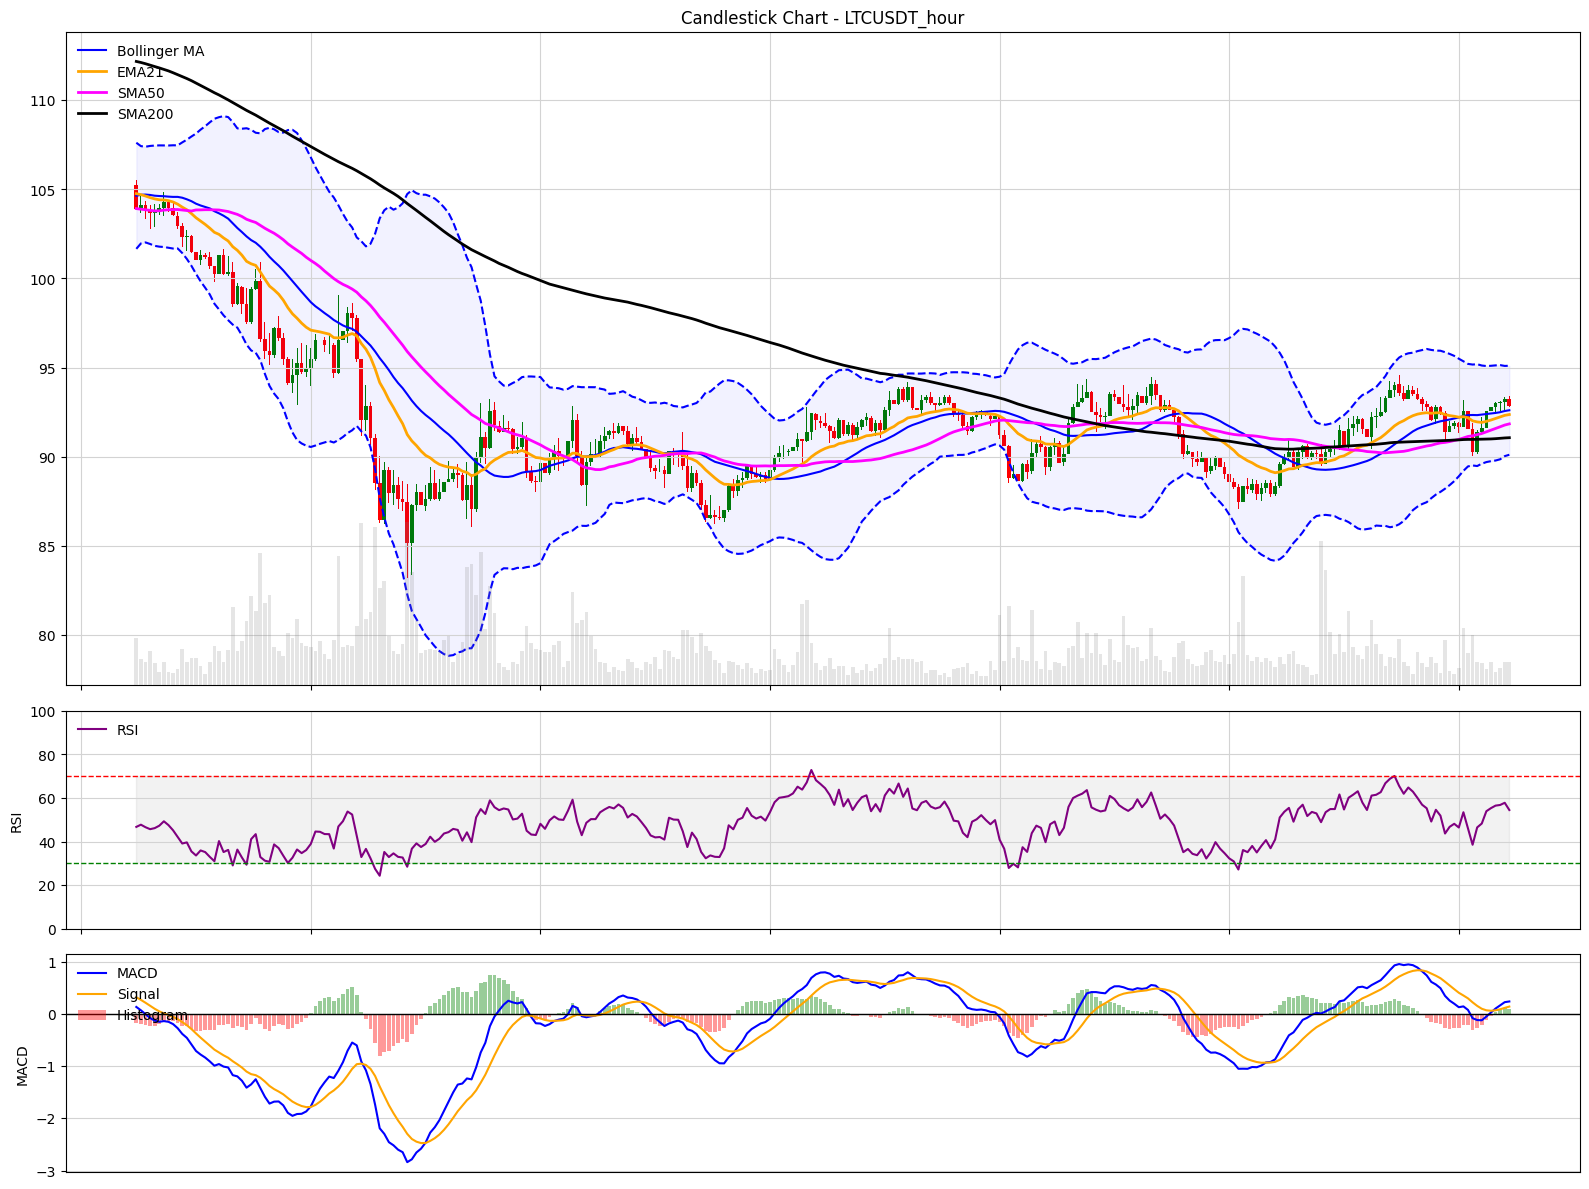 Candlestick Chart - LTCUSDT_hour
Bollinger MA
EMA21
SMA50
SMA200
110
105
100
95
90
85
80
RSI
100
80
60
40
20
0
RSI
MACD
Signal
Histogram
1
0
−1
−2
−3
MACD